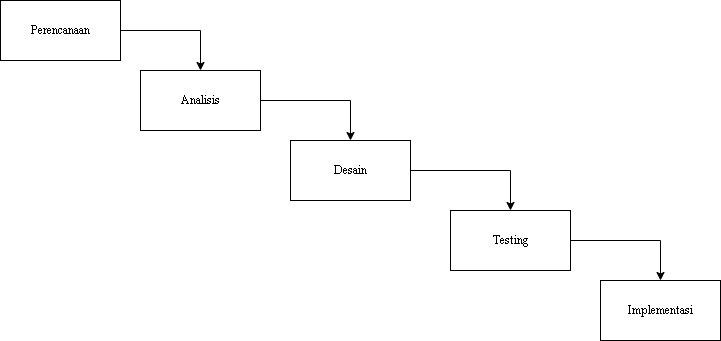 Perencanaan
Analisis
Desain
Testing
Implementasi